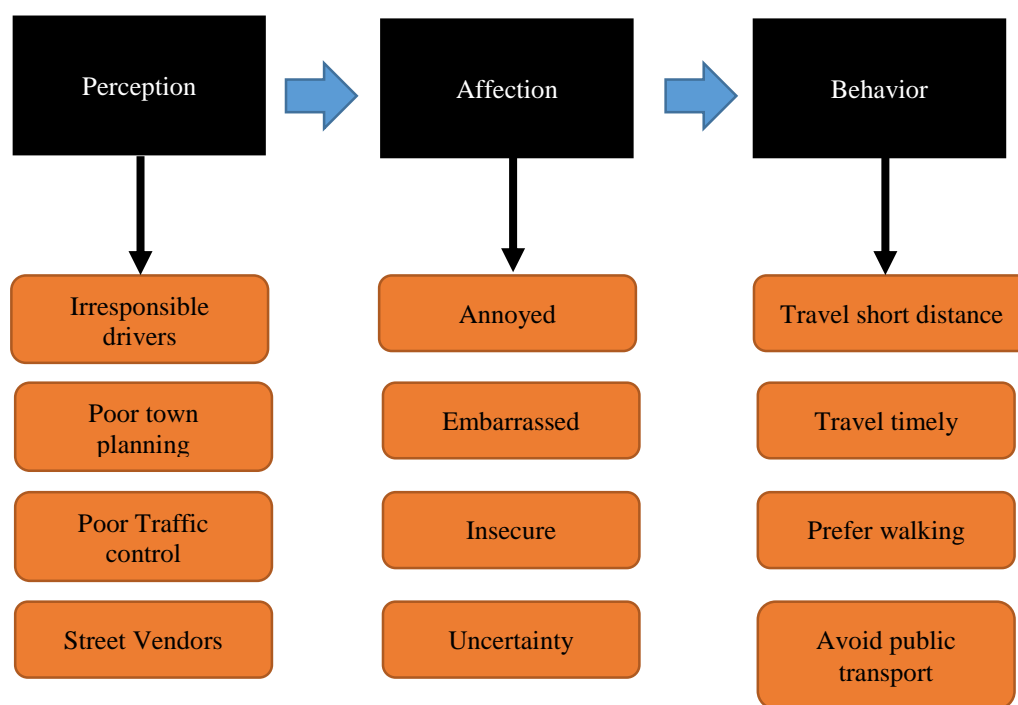 Perception
Affection
Behavior
Irresponsible
drivers
Annoyed
Travel short distance
Poor town
planning
Embarrassed
Travel timely
Poor Traffic
control
Insecure
Prefer walking
Street Vendors
Uncertainty
Avoid public
transport